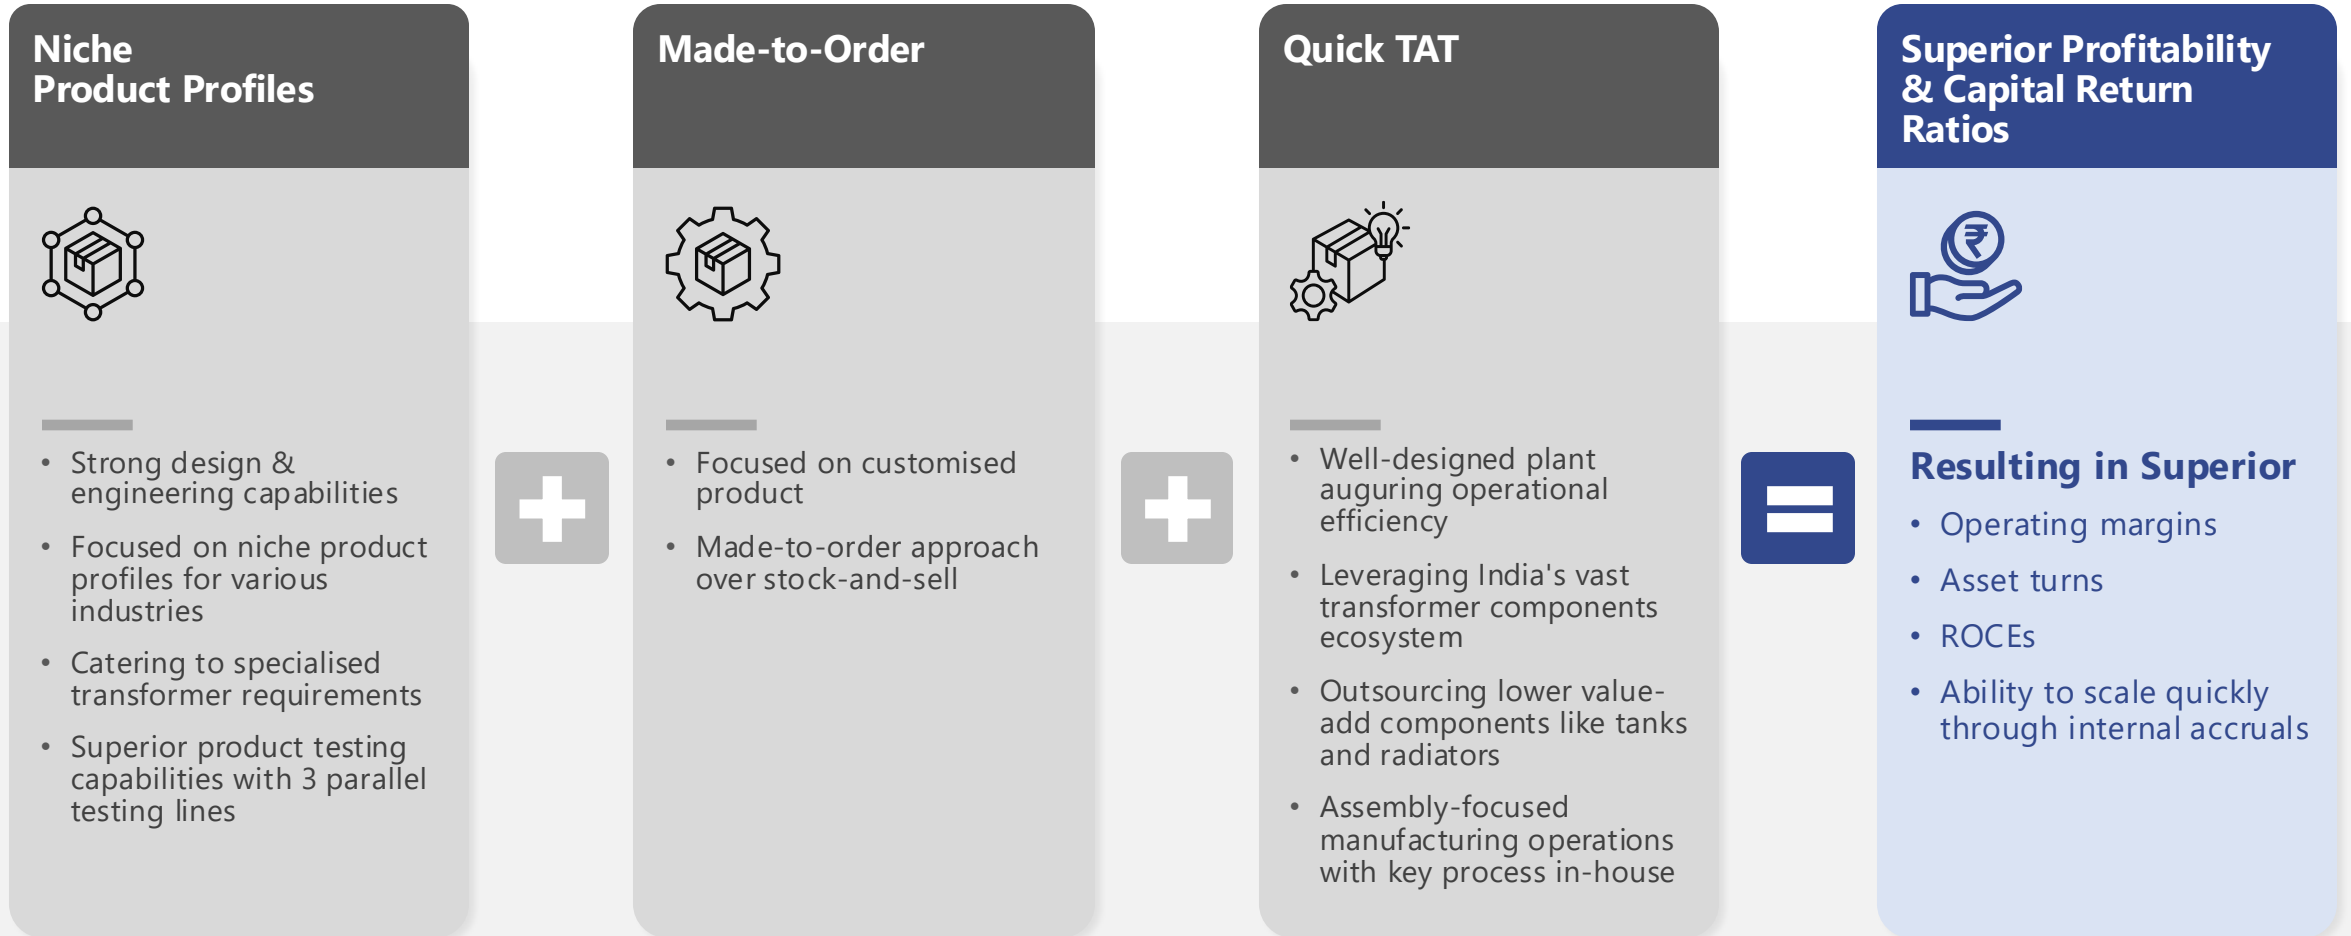 Niche
Product Profiles
• Strong design &
engineering capabilities
• Focused on niche product
profiles for various
industries
• Catering to specialised
transformer requirements
• Superior product testing
capabilities with 3 parallel
testing lines
Made-to-Order
• Focused on customised
product
• Made-to-order approach
over stock-and-sell
Quick TAT
• Well-designed plant
auguring operational
efficiency
• Leveraging India's vast
transformer components
ecosystem
• Outsourcing lower value-
add components like tanks
and radiators
• Assembly-focused
manufacturing operations
with key process in-house
Superior Profitability
& Capital Return
Ratios
₹
Resulting in Superior
• Operating margins
• Asset turns
• ROCEs
• Ability to scale quickly
through internal accruals